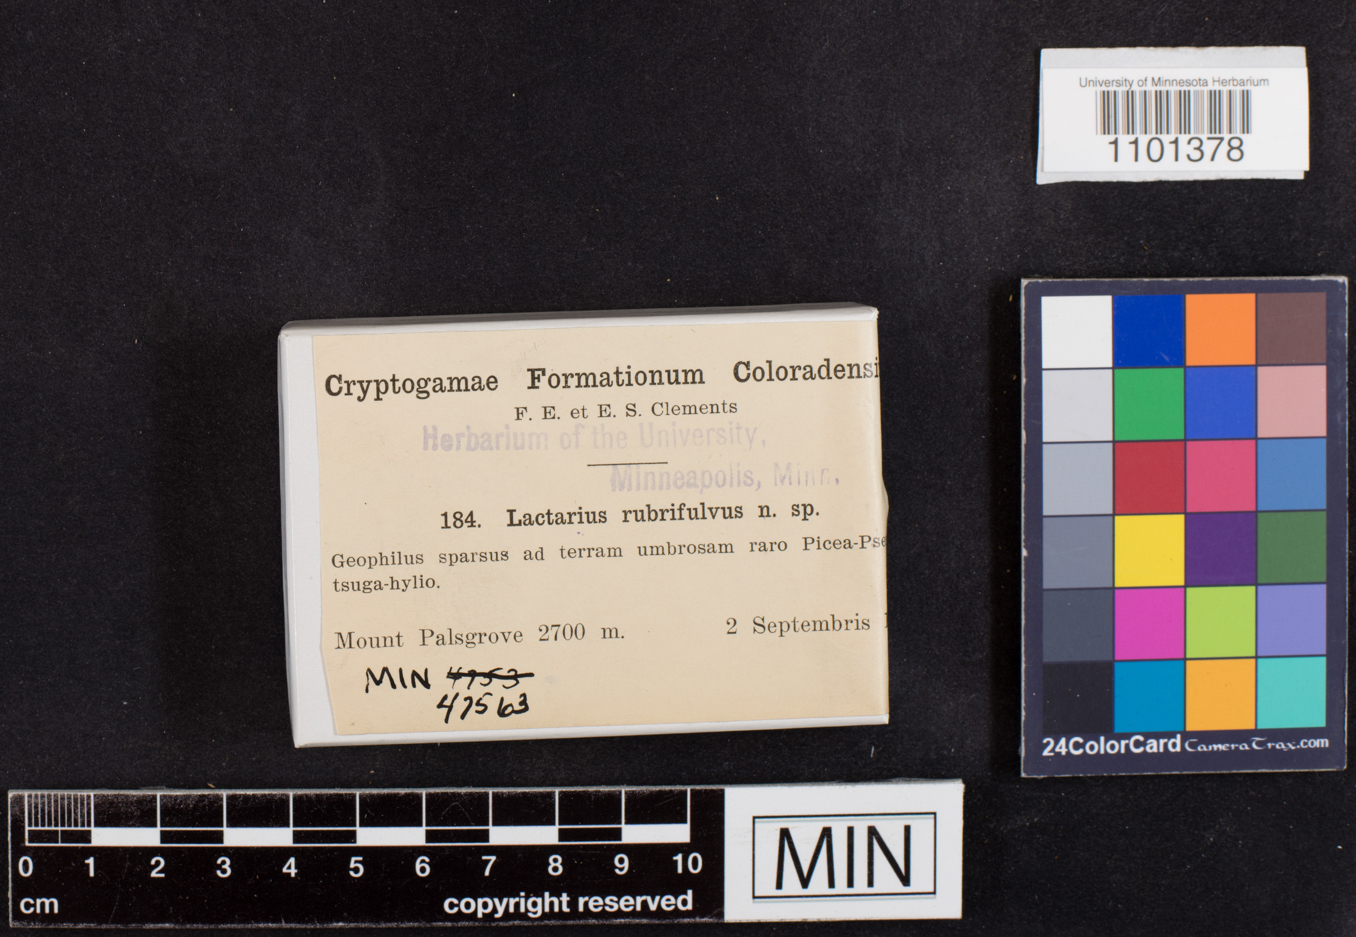 University of Minnesota Herbarium
1101378
Cryptogamae Formationum Coloradensi
F. E. et E. S. Clements
Herbarium of the University,
Minneapolis, Minn.
184. Lactarius rubrifulvus n. sp.
Geophilus sparsus ad terram umbrosam raro Picea-Pse
tsuga-hylio.
Mount Palsgrove 2700 m. 2 Septembris
MIN 4753
47563
24ColorCard CameraTrax.com
0 1 2 3 4 5 6 7 8 9 10
cm copyright reserved
MIN